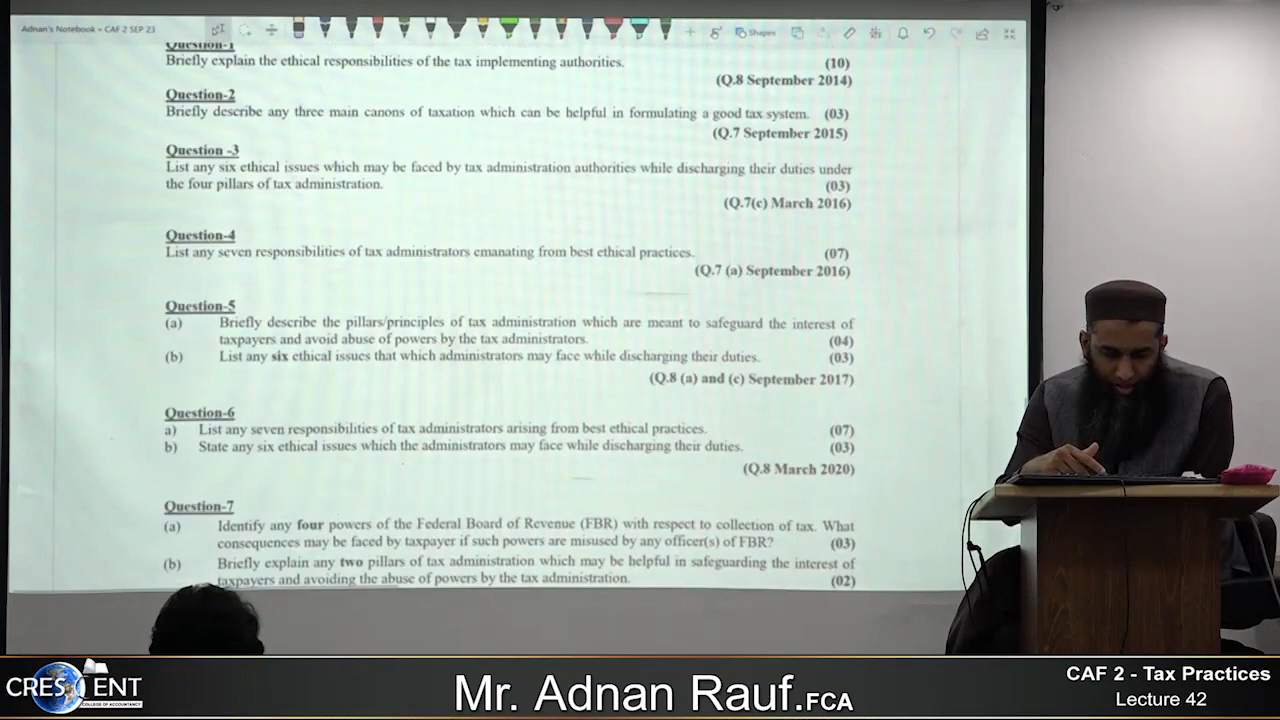 Adnan's Notebook » CAF 2 SEP 23
Shapes
Question-1
Briefly explain the ethical responsibilities of the tax implementing authorities. (10)
(Q.8 September 2014)
Question-2
Briefly describe any three main canons of taxation which can be helpful in formulating a good tax system. (03)
(Q.7 September 2015)
Question -3
List any six ethical issues which may be faced by tax administration authorities while discharging their duties under
the four pillars of tax administration. (03)
(Q.7(c) March 2016)
Question-4
List any seven responsibilities of tax administrators emanating from best ethical practices. (07)
(Q.7 (a) September 2016)
Question-5
(a) Briefly describe the pillars/principles of tax administration which are meant to safeguard the interest of
taxpayers and avoid abuse of powers by the tax administrators. (04)
(b) List any six ethical issues that which administrators may face while discharging their duties. (03)
(Q.8 (a) and (c) September 2017)
Question-6
a) List any seven responsibilities of tax administrators arising from best ethical practices. (07)
b) State any six ethical issues which the administrators may face while discharging their duties. (03)
(Q.8 March 2020)
Question-7
(a) Identify any four powers of the Federal Board of Revenue (FBR) with respect to collection of tax. What
consequences may be faced by taxpayer if such powers are misused by any officer(s) of FBR? (03)
(b) Briefly explain any two pillars of tax administration which may be helpful in safeguarding the interest of
taxpayers and avoiding the abuse of powers by the tax administration. (02)
CRESCENT
COLLEGE OF ACCOUNTANCY
Mr. Adnan Rauf.FCA
CAF 2 - Tax Practices
Lecture 42